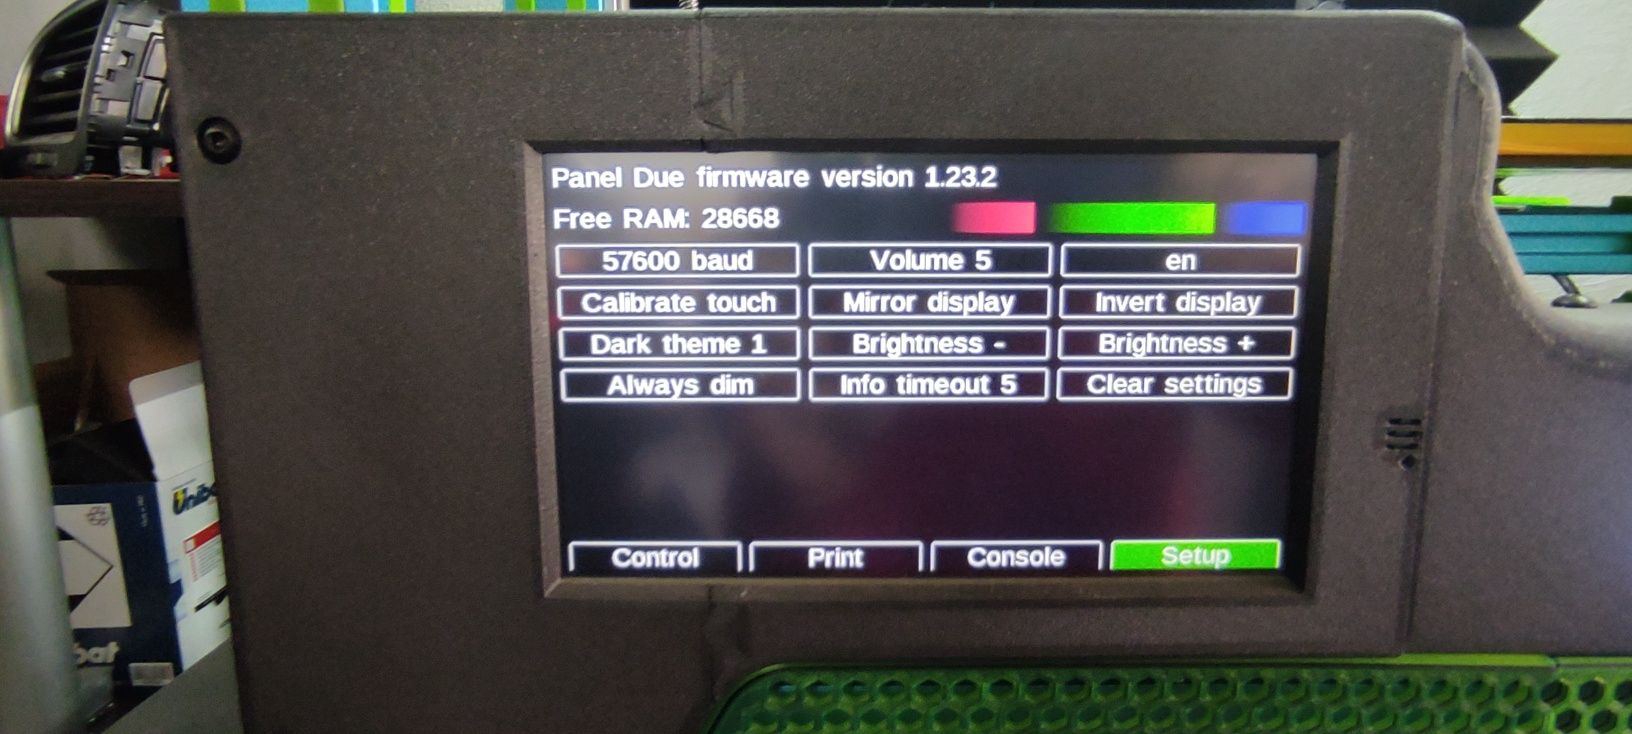 Panel Due firmware version 1.23.2
Free RAM: 28668
57600 baud Volume 5 en
Calibrate touch Mirror display Invert display
Dark theme 1 Brightness - Brightness +
Always dim Info timeout 5 Clear settings
Control Print Console Setup